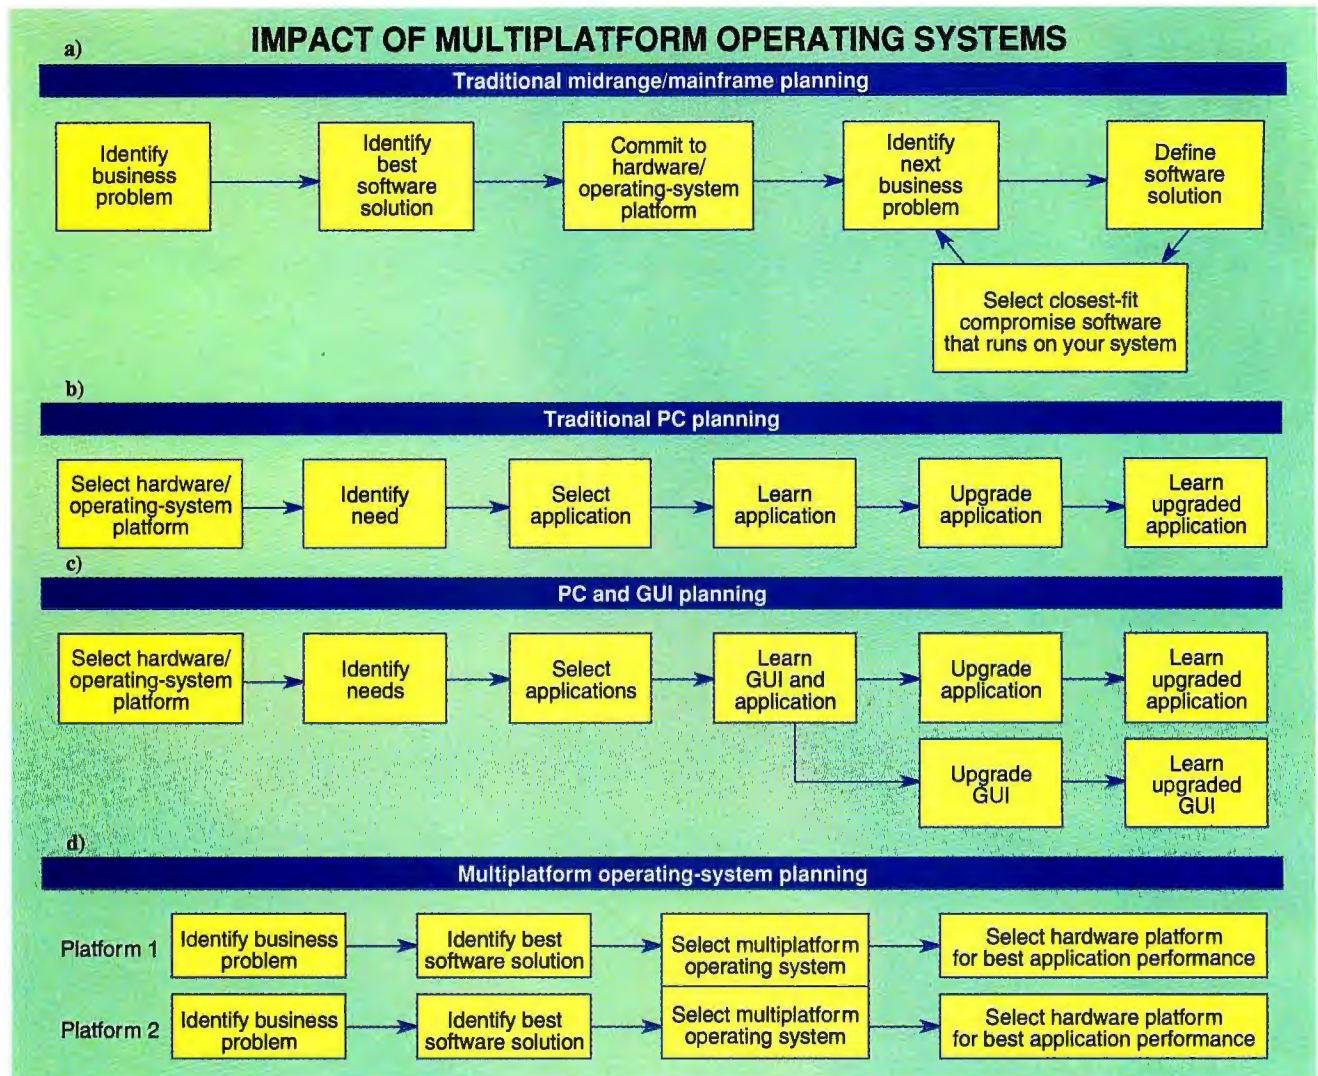 a)
IMPACT OF MULTIPLATFORM OPERATING SYSTEMS
Traditional midrange/mainframe planning
Identify
business
problem
Identify
best
software
solution
Commit to
hardware/
operating-system
platform
Identify
next
business
problem
Define
software
solution
Select closest-fit
compromise software
that runs on your system
b)
Traditional PC planning
Select hardware/
operating-system
platform
Identify
need
Select
application
Learn
application
Upgrade
application
Learn
upgraded
application
c)
PC and GUI planning
Select hardware/
operating-system
platform
Identify
needs
Select
applications
Learn
GUI and
application
Upgrade
application
Learn
upgraded
application
Upgrade
GUI
Learn
upgraded
GUI
d)
Multiplatform operating-system planning
Platform 1
Identify business
problem
Identify best
software solution
Select multiplatform
operating system
Select hardware platform
for best application performance
Platform 2
Identify business
problem
Identify best
software solution
Select multiplatform
operating system
Select hardware platform
for best application performance